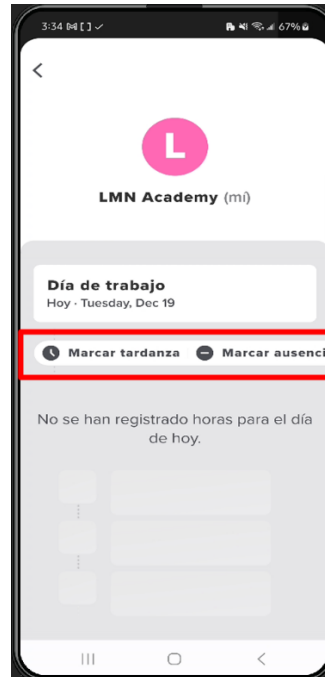 3:34
67%
L
LMN Academy (mí)
Día de trabajo
Hoy - Tuesday, Dec 19
Marcar tardanza Marcar ausenci
No se han registrado horas para el día
de hoy.